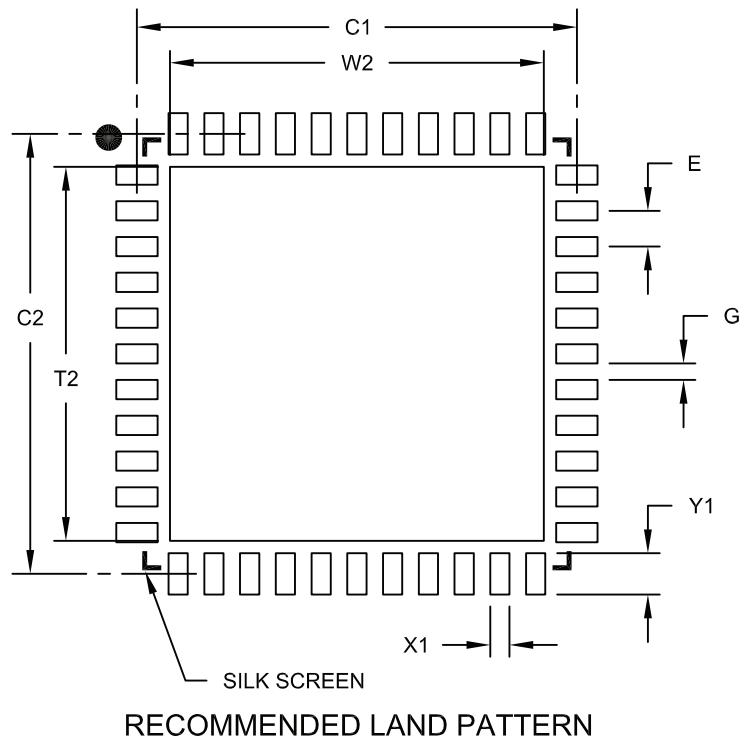 C1
W2
E
C2
G
T2
Y1
X1
SILK SCREEN
RECOMMENDED LAND PATTERN